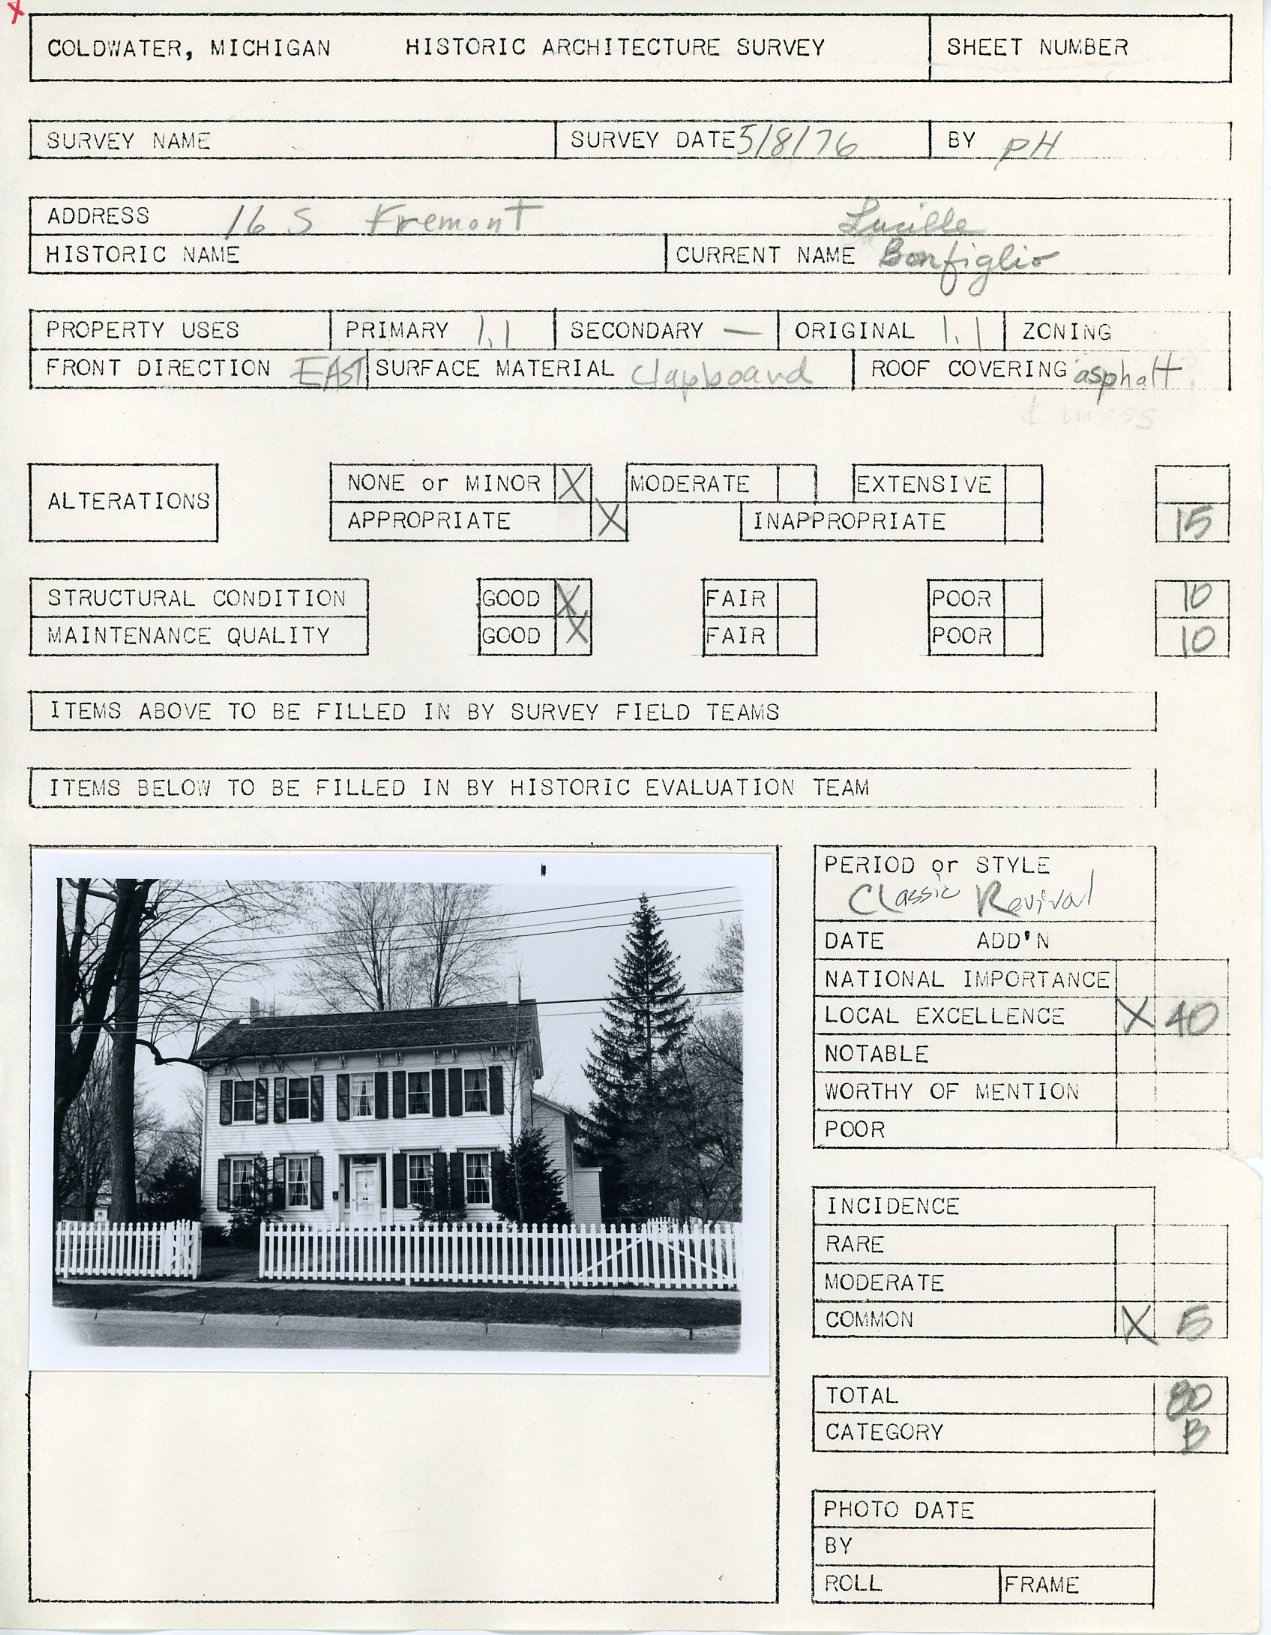 COLDWATER, MICHIGAN HISTORIC ARCHITECTURE SURVEY SHEET NUMBER
SURVEY NAME SURVEY DATE 5/8/76 BY PH
ADDRESS 16 S Fremont Lucille
HISTORIC NAME CURRENT NAME Bonfiglio
PROPERTY USES PRIMARY 1.1 SECONDARY — ORIGINAL 1.1 ZONING
FRONT DIRECTION EAST SURFACE MATERIAL Clapboard ROOF COVERING asphalt
& moss
ALTERATIONS NONE or MINOR X MODERATE EXTENSIVE
APPROPRIATE X INAPPROPRIATE 15
STRUCTURAL CONDITION GOOD X FAIR POOR 10
MAINTENANCE QUALITY GOOD X FAIR POOR 10
ITEMS ABOVE TO BE FILLED IN BY SURVEY FIELD TEAMS
ITEMS BELOW TO BE FILLED IN BY HISTORIC EVALUATION TEAM
PERIOD or STYLE
Classic Revival
DATE ADD'N
NATIONAL IMPORTANCE
LOCAL EXCELLENCE X 40
NOTABLE
WORTHY OF MENTION
POOR
INCIDENCE
RARE
MODERATE
COMMON X 5
TOTAL 80
CATEGORY B
PHOTO DATE
BY
ROLL FRAME